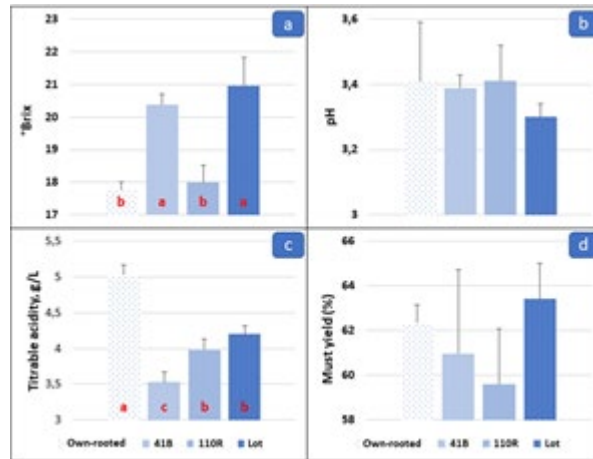 a
°Brix
23
22
21
20
19
18
17
b a b a
b
pH
3,6
3,4
3,2
3
c
Titrable acidity, g/L
5,5
5
4,5
4
3,5
3
a c b b
Own-rooted 41B 110R Lot
d
Must yield (%)
66
64
62
60
58
Own-rooted 41B 110R Lot